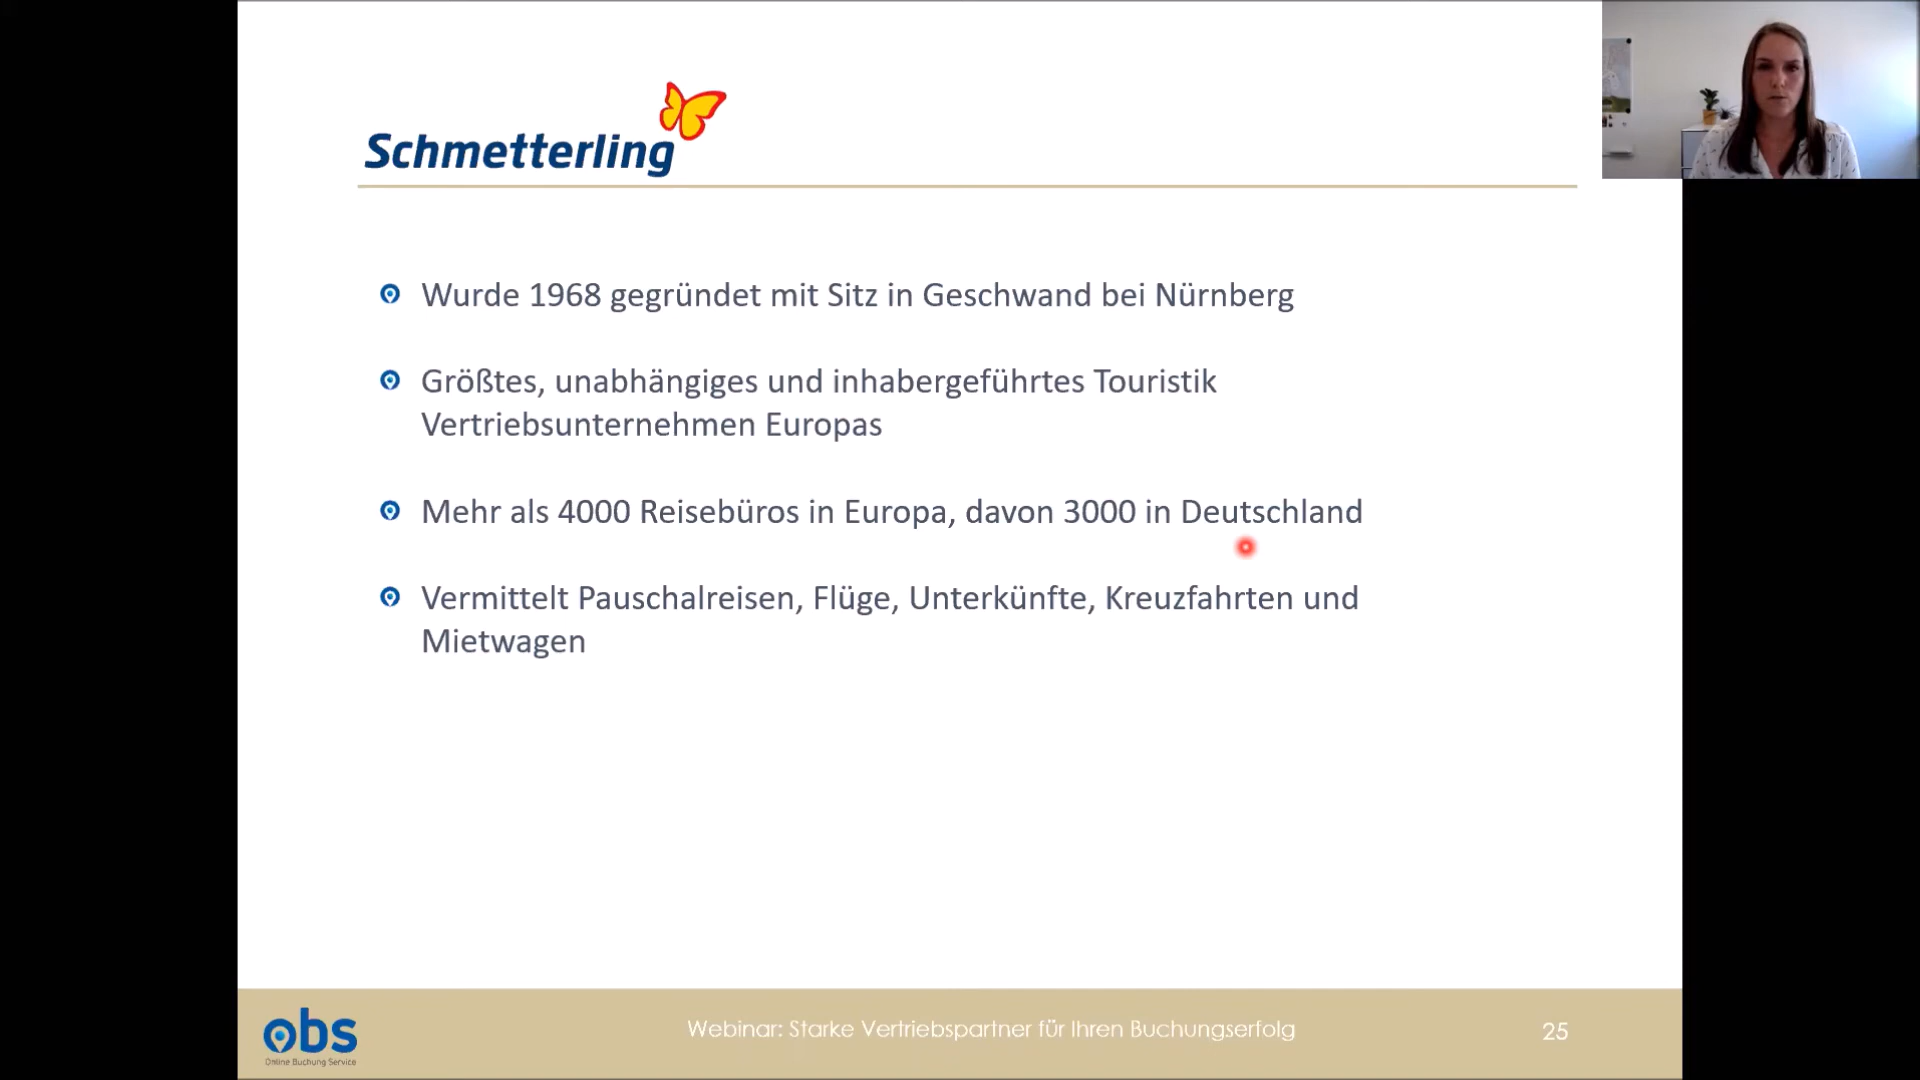 Schmetterling
Wurde 1968 gegründet mit Sitz in Geschwand bei Nürnberg
Größtes, unabhängiges und inhabergeführtes Touristik
Vertriebsunternehmen Europas
Mehr als 4000 Reisebüros in Europa, davon 3000 in Deutschland
Vermittelt Pauschalreisen, Flüge, Unterkünfte, Kreuzfahrten und
Mietwagen
obs
Online Buchung Service
Webinar: Starke Vertriebspartner für Ihren Buchungserfolg
25